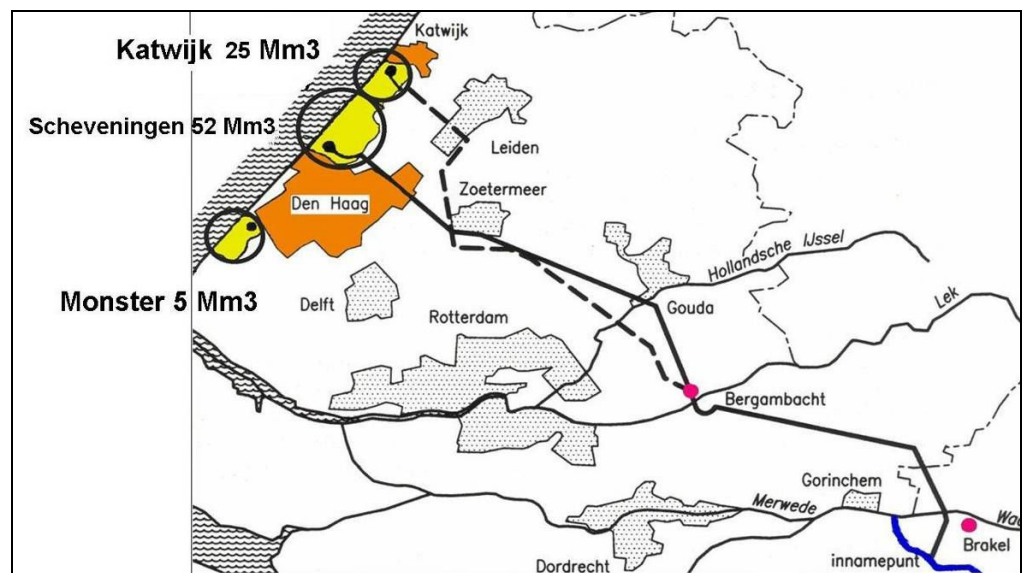 Katwijk
Katwijk 25 Mm3
Scheveningen 52 Mm3
Leiden
Zoetermeer
Den Haag
Hollandsche IJssel
Monster 5 Mm3
Delft
Gouda
Lek
Rotterdam
Bergambacht
Gorinchem
Merwede
Brakel
innamepunt
Dordrecht